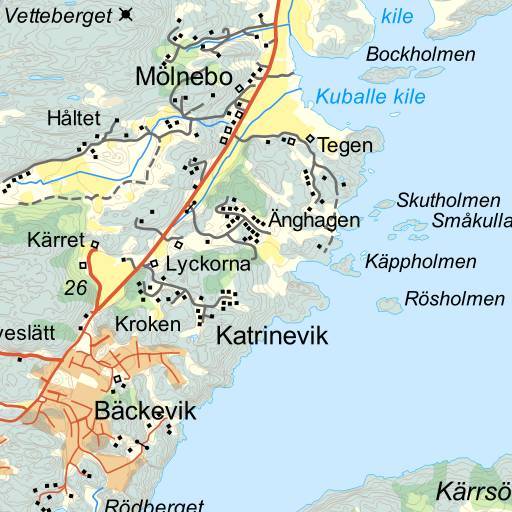 Vetteberget
kile
Bockholmen
Mölnebo
Kuballe kile
Håltet
Tegen
Skutholmen
Änghagen
Småkulla
Kärret
Lyckorna
Käppholmen
26
Rösholmen
Kroken
veslätt
Katrinevik
Bäckevik
Kärrsö
Rödberget